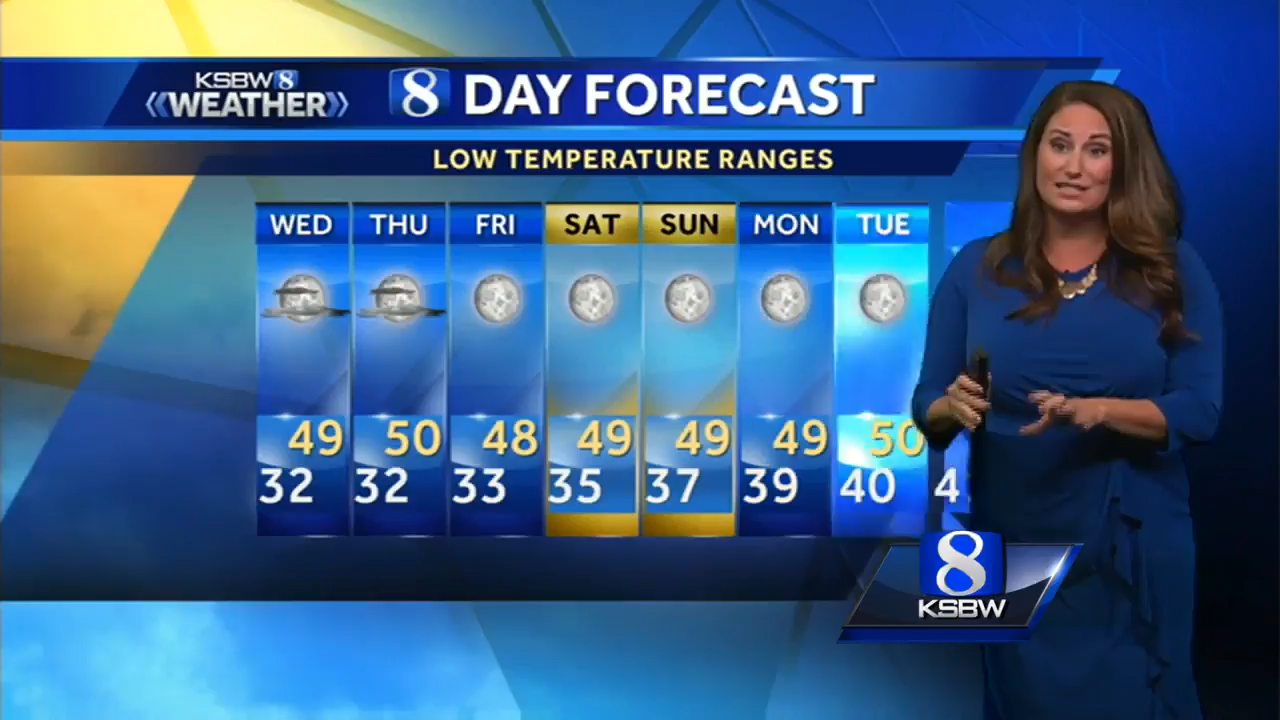 KSBW 8
WEATHER
8 DAY FORECAST
LOW TEMPERATURE RANGES
WED THU FRI SAT SUN MON TUE
49 50 48 49 49 49 50
32 32 33 35 37 39 40 4
8
KSBW